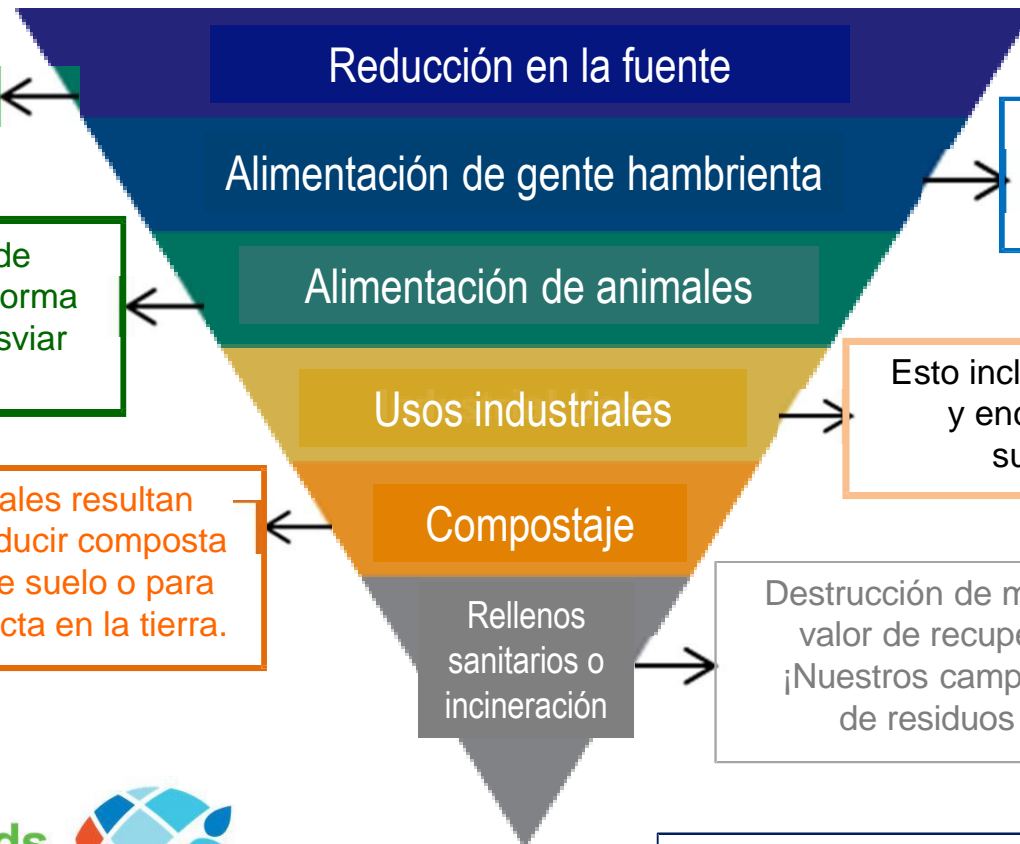 Reducción en la fuente
Alimentación de gente hambrienta
de
orma
sviar
Alimentación de animales
Usos industriales
Esto incl
y en
su
ales resultan
ducir composta
e suelo o para
cta en la tierra.
Compostaje
Rellenos
sanitarios o
incineración
Destrucción de m
valor de recupe
¡Nuestros camp
de residuos
ds